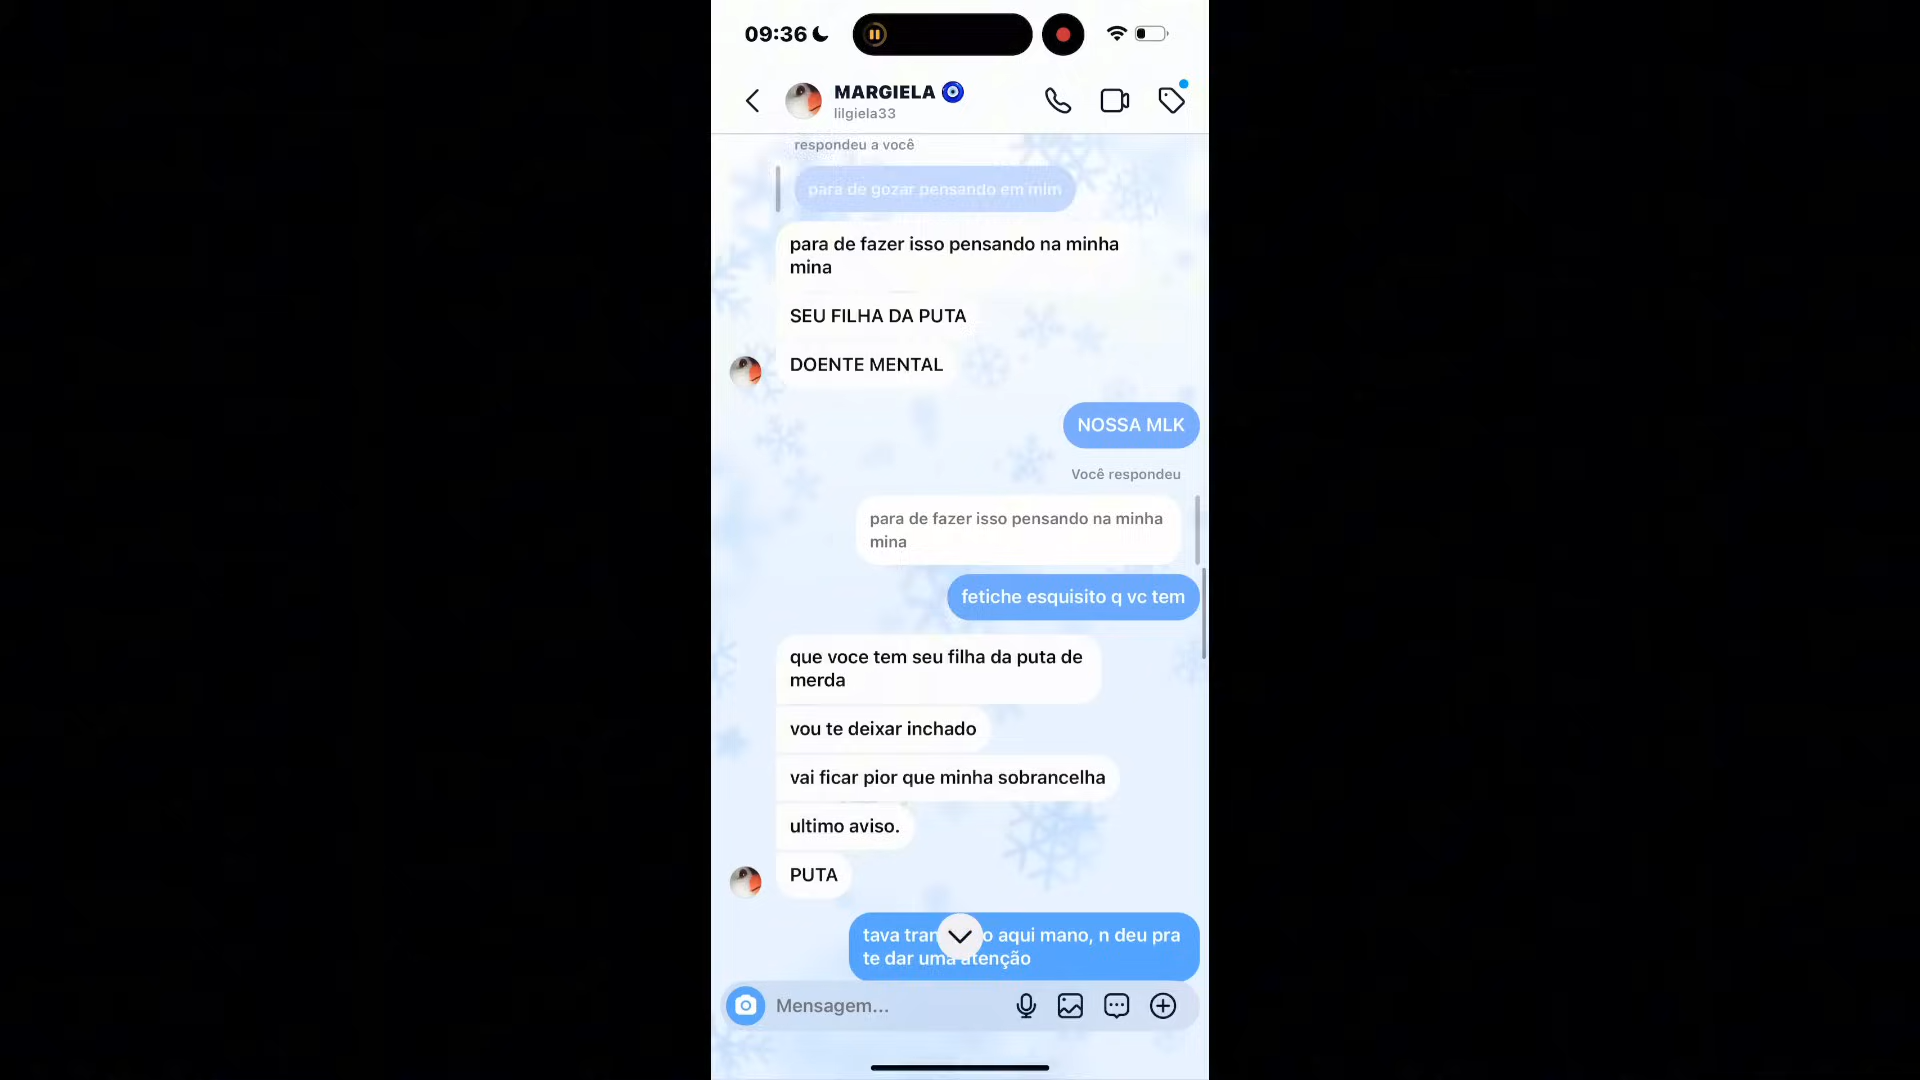 09:36
MARGIELA
lilgiela33
respondeu a você
para de gozar pensando em mim
para de fazer isso pensando na minha
mina
SEU FILHA DA PUTA
DOENTE MENTAL
NOSSA MLK
Você respondeu
para de fazer isso pensando na minha
mina
fetiche esquisito q vc tem
que voce tem seu filha da puta de
merda
vou te deixar inchado
vai ficar pior que minha sobrancelha
ultimo aviso.
PUTA
tava aqui mano, n deu pra
te dar uma atenção
Mensagem...